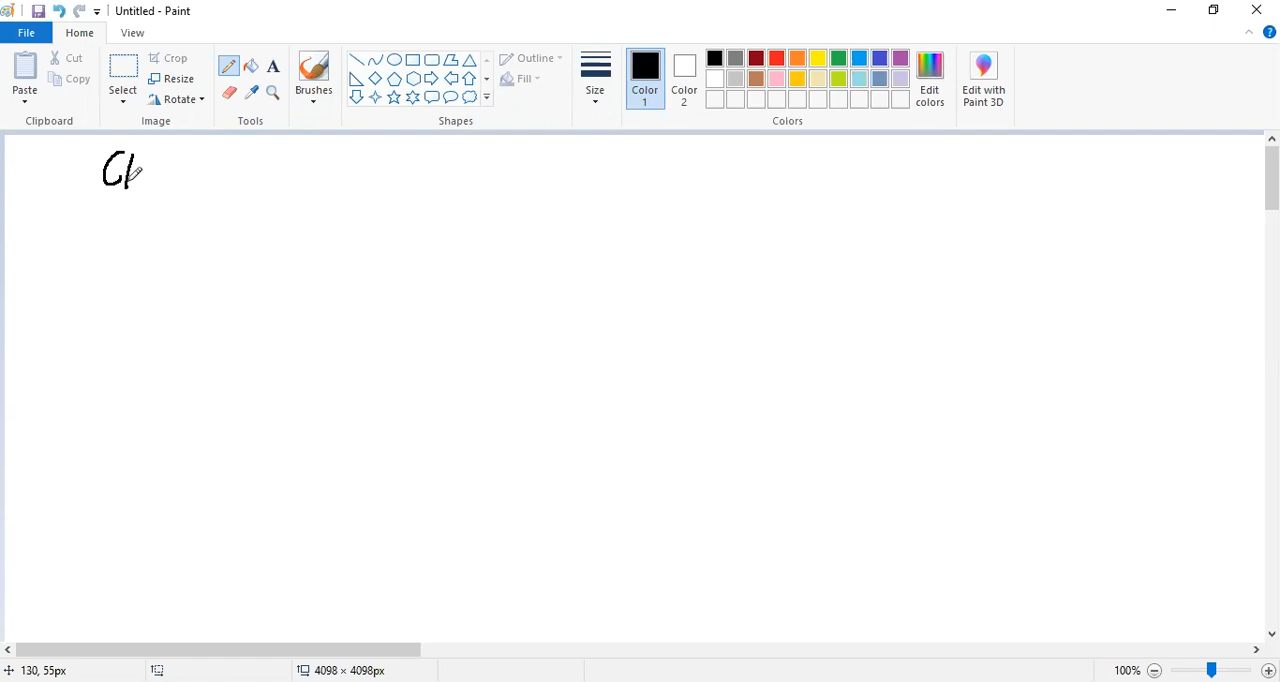 Untitled - Paint
File Home View
Paste Cut Copy Clipboard
Select Crop Resize Rotate Image
Tools
Brushes
Shapes Outline Fill
Size
Color 1 Color 2 Colors Edit colors
Edit with Paint 3D
130, 55px 4098 × 4098px 100%